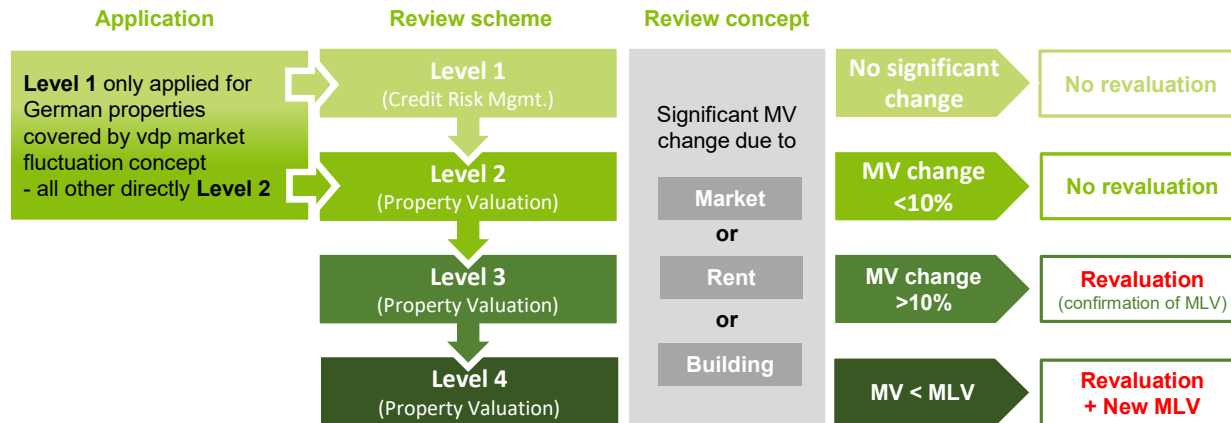 Application
Review scheme
Review concept
Level 1 only applied for
German properties
covered by vdp market
fluctuation concept
- all other directly Level 2
Level 1
(Credit Risk Mgmt.)
Level 2
(Property Valuation)
Level 3
(Property Valuation)
Level 4
(Property Valuation)
Significant MV
change due to
Market
or
Rent
or
Building
No significant
change
No revaluation
MV change
<10%
No revaluation
MV change
>10%
Revaluation
(confirmation of MLV)
MV < MLV
Revaluation
+ New MLV